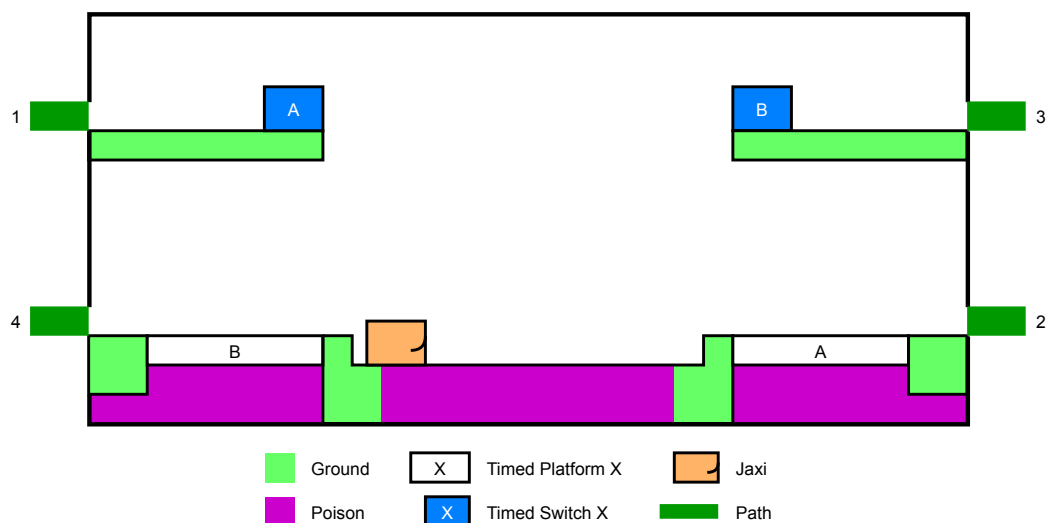 A
B
1
3
4
2
B
A
Ground
X
Timed Platform X
Jaxi
Poison
X
Timed Switch X
Path